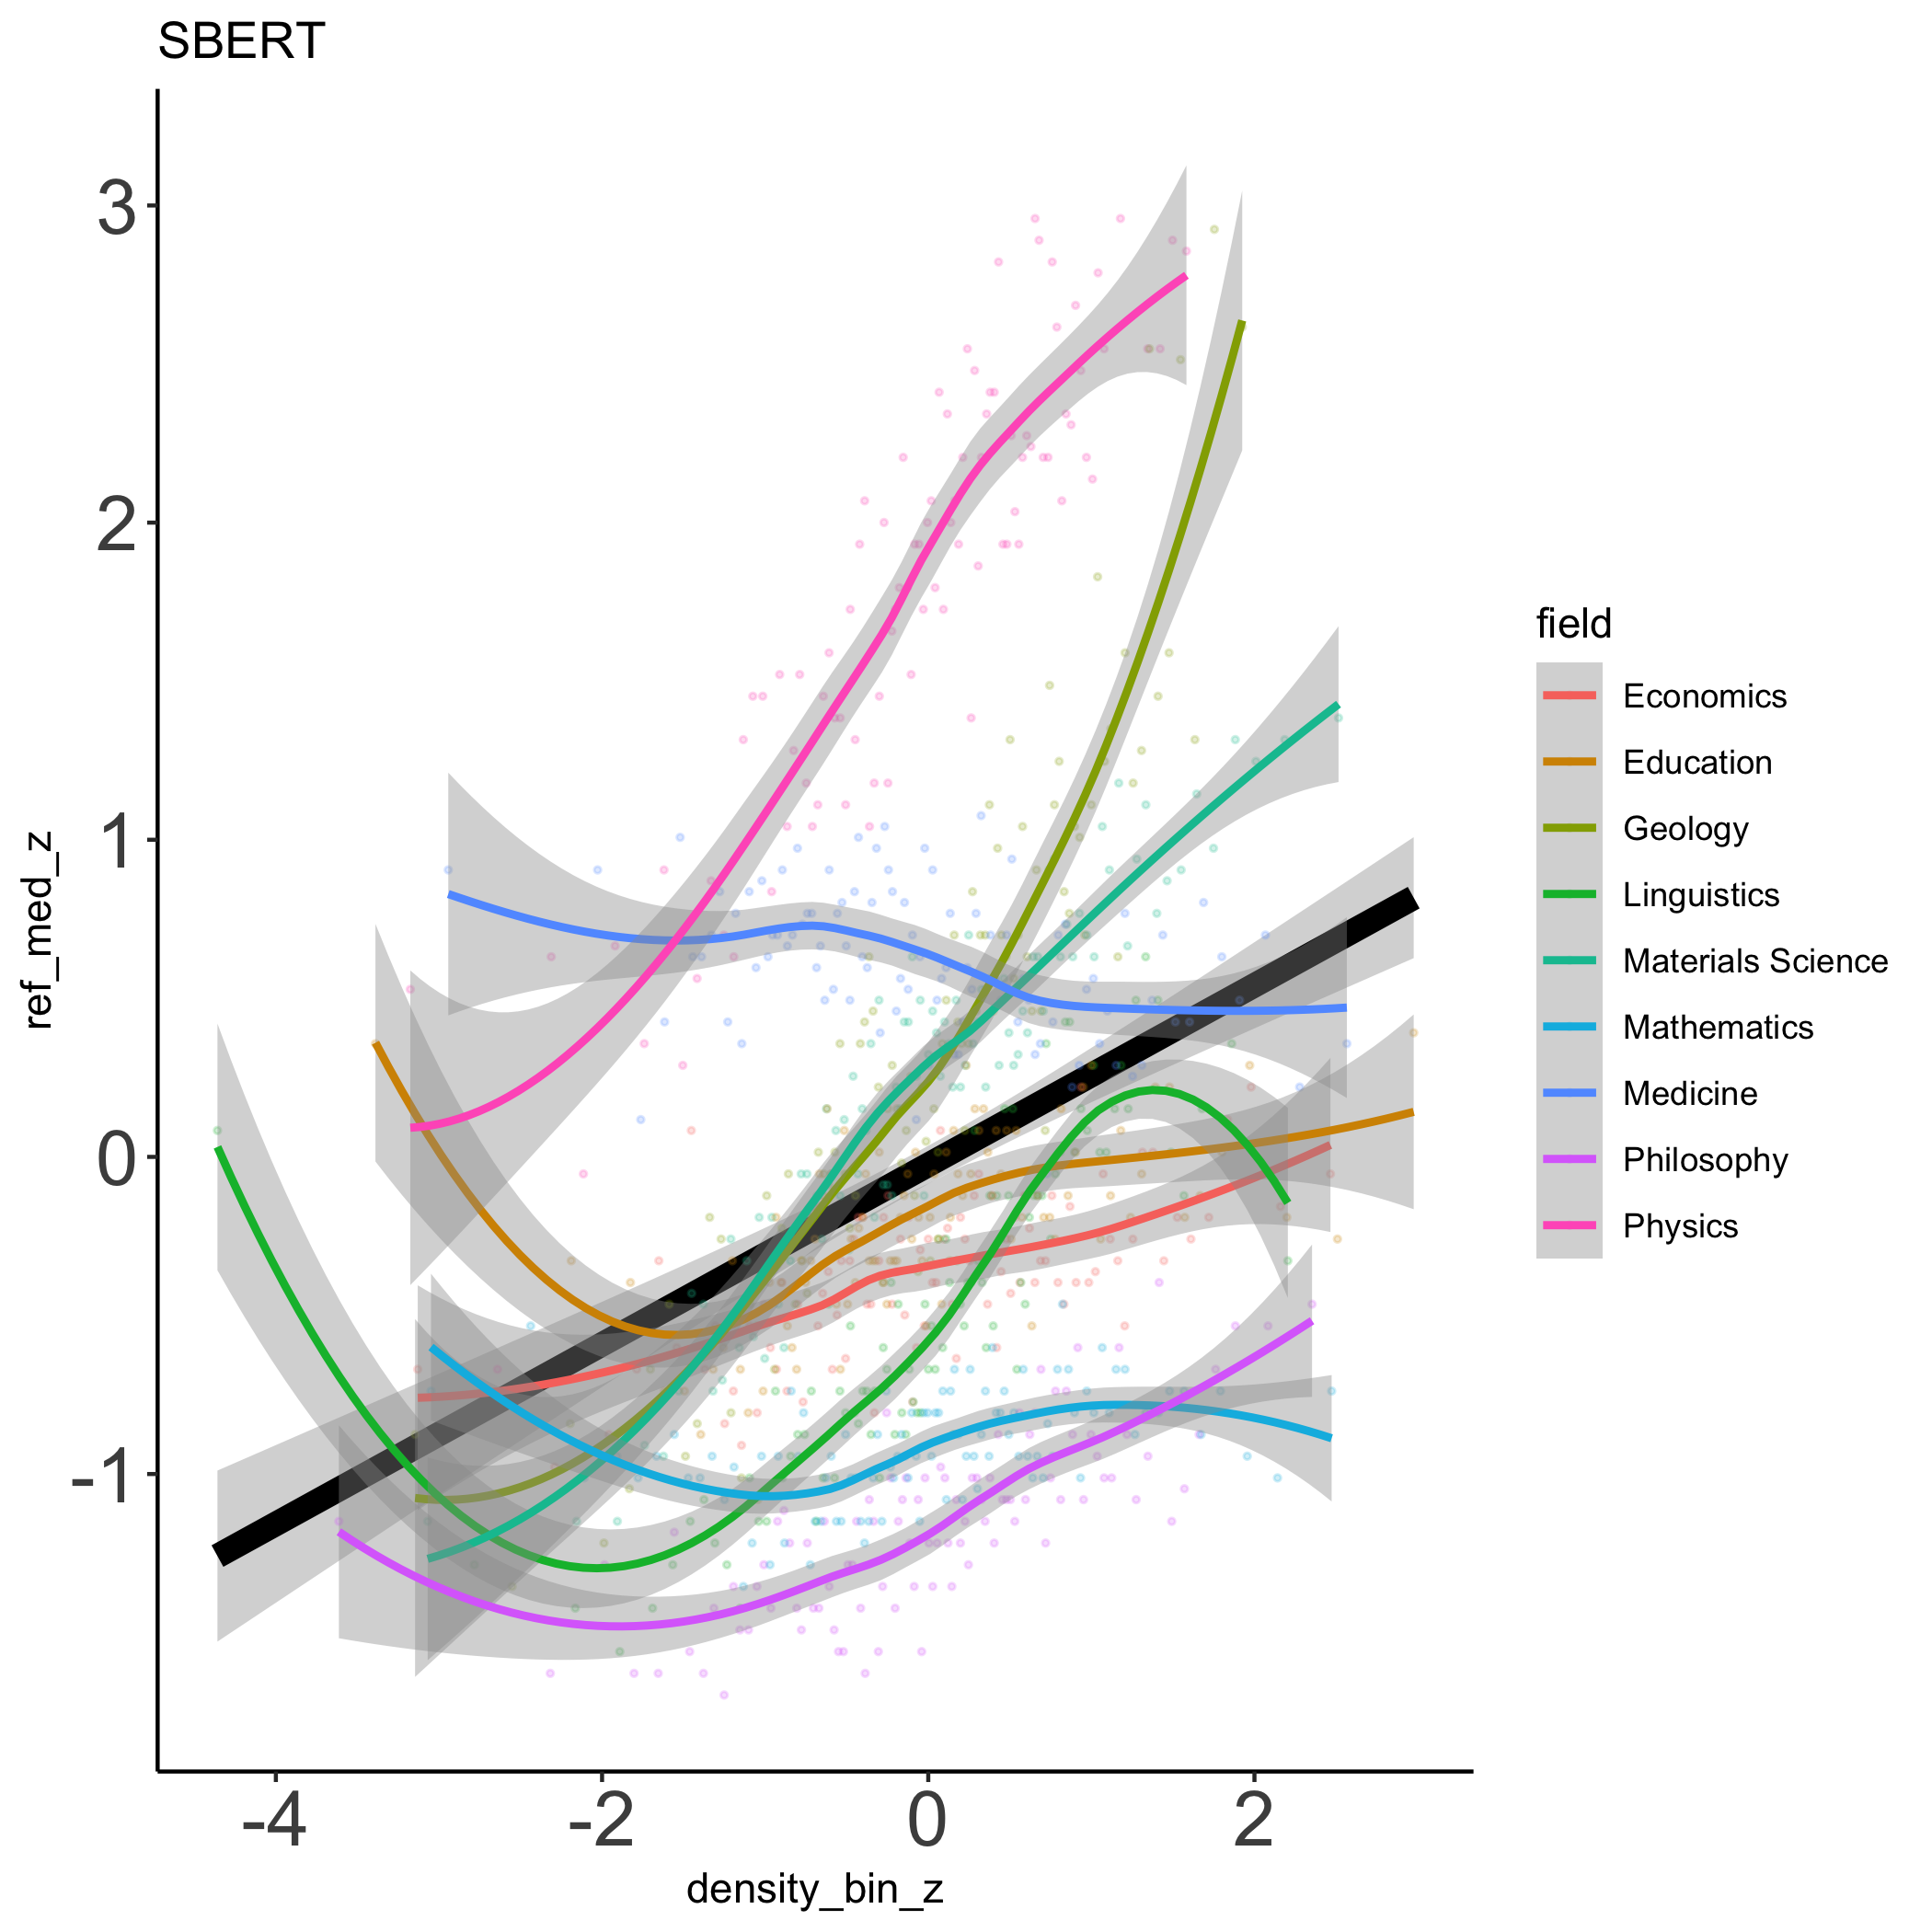 SBERT
ref_med_z
3
2
1
0
-1
-4
-2
0
2
density_bin_z
field
Economics
Education
Geology
Linguistics
Materials Science
Mathematics
Medicine
Philosophy
Physics